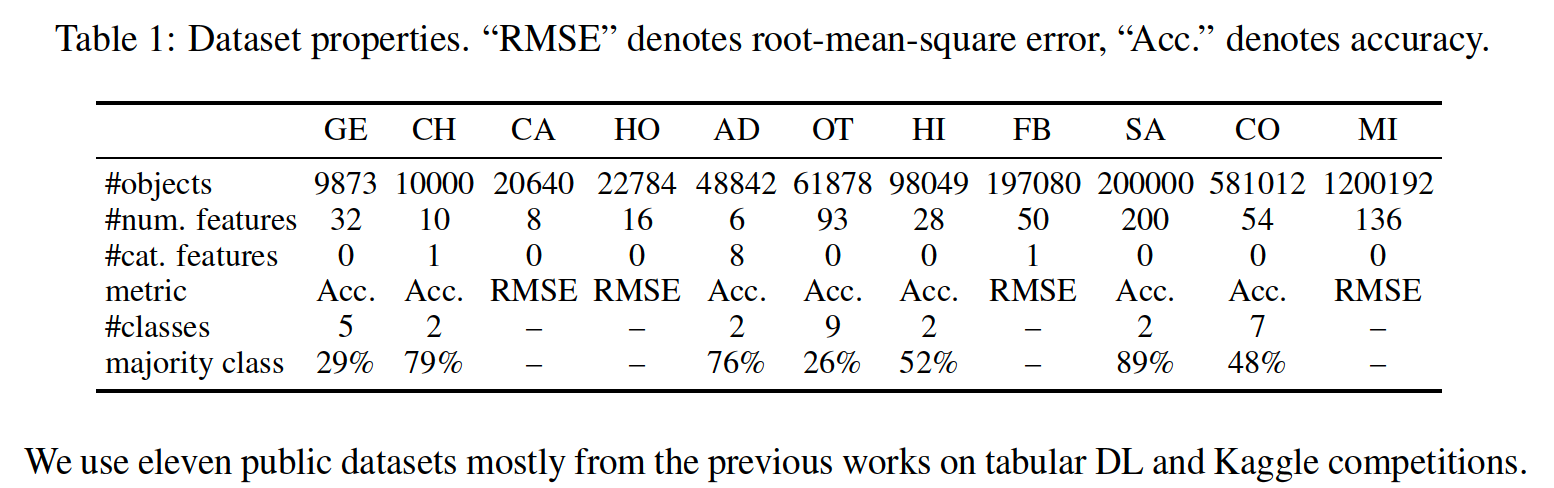 Table 1: Dataset properties. “RMSE” denotes root-mean-square error, “Acc.” denotes accuracy.
GE CH CA HO AD OT HI FB SA CO MI
#objects 9873 10000 20640 22784 48842 61878 98049 197080 200000 581012 1200192
#num. features 32 10 8 16 6 93 28 50 200 54 136
#cat. features 0 1 0 0 8 0 0 1 0 0 0
metric Acc. Acc. RMSE RMSE Acc. Acc. Acc. RMSE Acc. Acc. RMSE
#classes 5 2 – – 2 9 2 – 2 7 –
majority class 29% 79% – – 76% 26% 52% – 89% 48% –
We use eleven public datasets mostly from the previous works on tabular DL and Kaggle competitions.